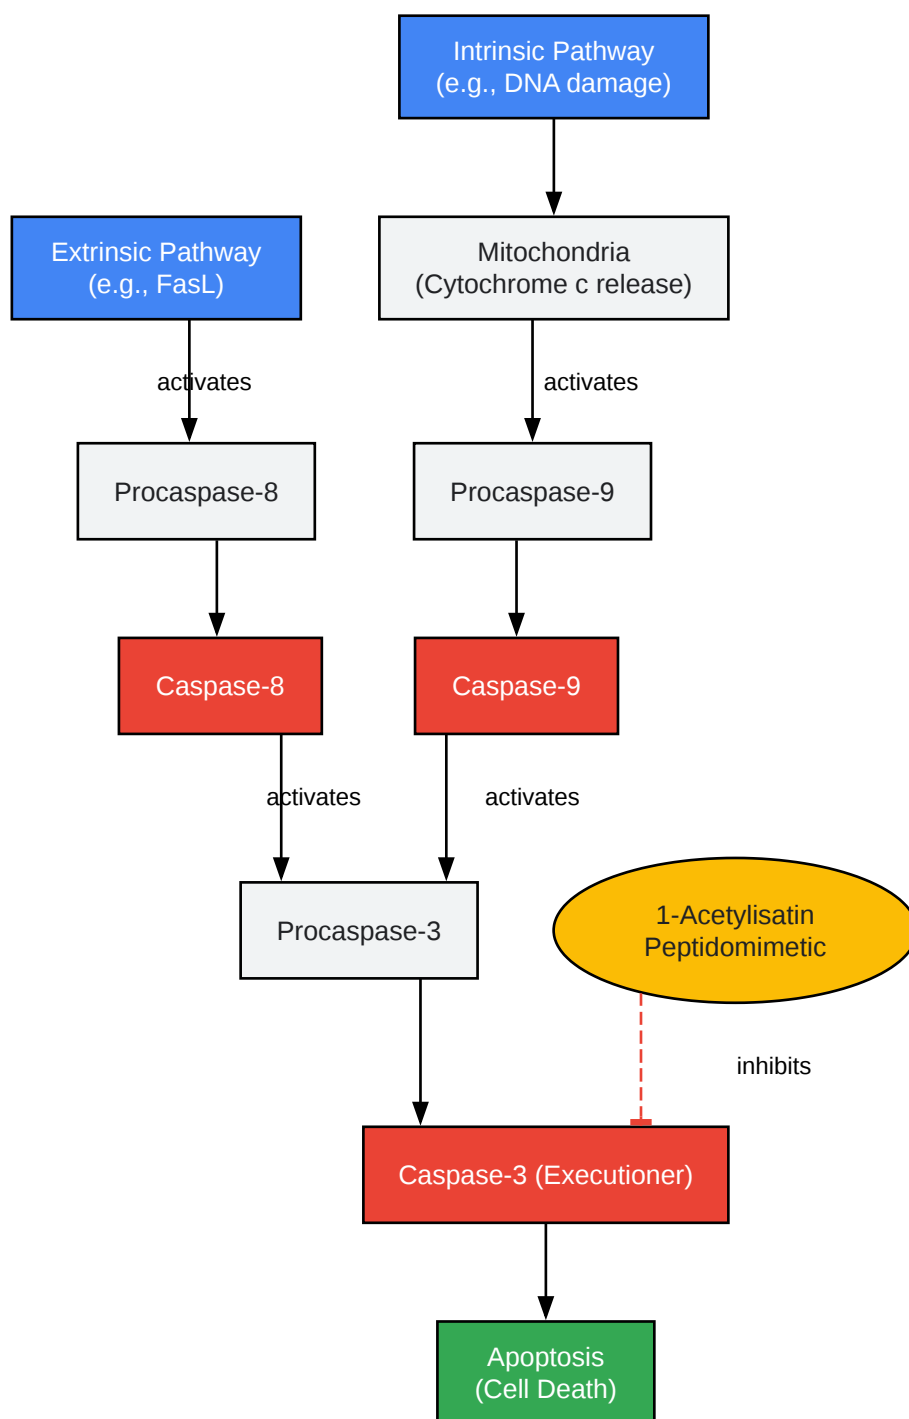 Intrinsic Pathway
(e.g., DNA damage)
Extrinsic Pathway
(e.g., FasL)
Mitochondria
(Cytochrome c release)
activates
activates
Procaspase-8
Procaspase-9
Caspase-8
Caspase-9
activates
activates
Procaspase-3
1-Acetylisatin
Peptidomimetic
inhibits
Caspase-3 (Executioner)
Apoptosis
(Cell Death)